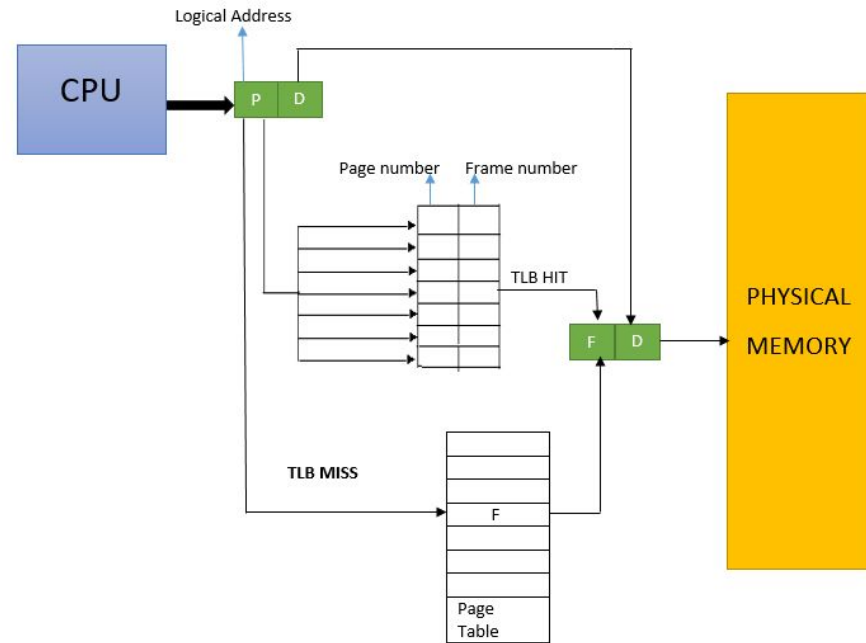 Logical Address
CPU
P D
Page number Frame number
TLB HIT
PHYSICAL
MEMORY
F D
TLB MISS
F
Page
Table